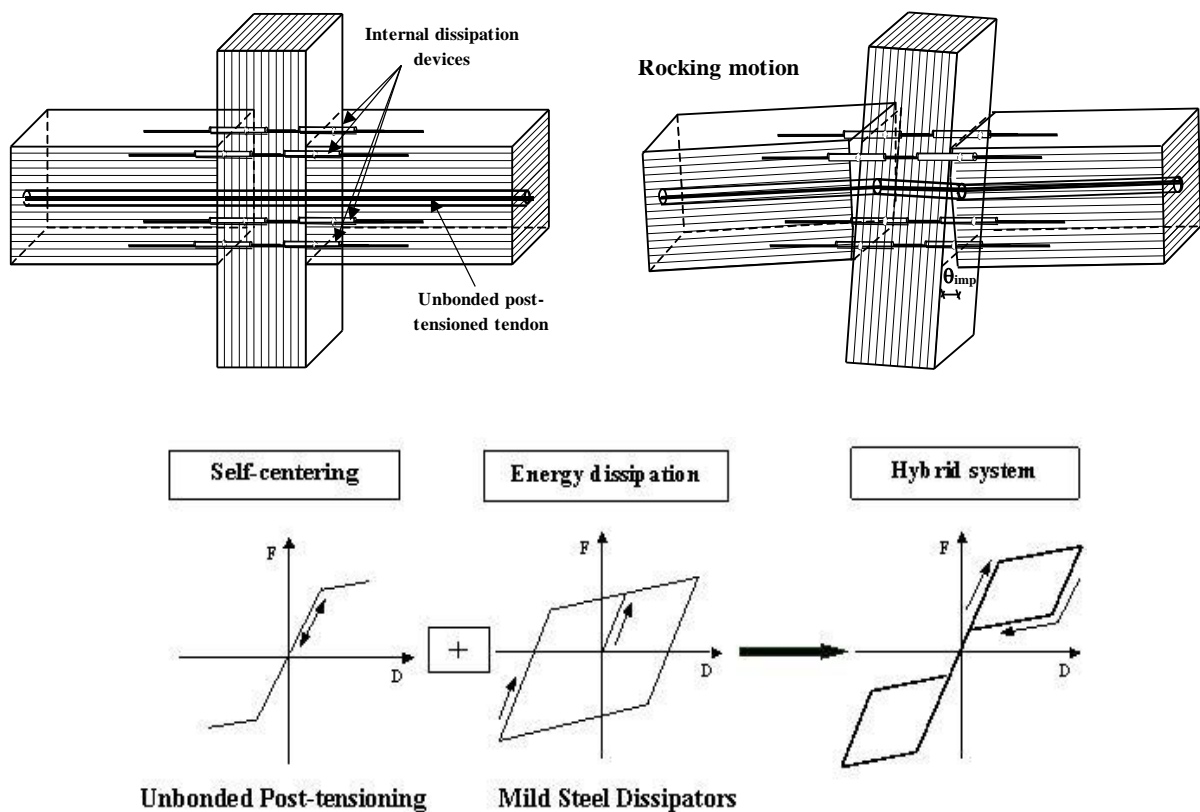 Internal dissipation
devices
Rocking motion
Unbonded post-
tensioned tendon
θimp
Self-centering
Energy dissipation
Hybrid system
F
D
+
F
D
F
D
Unbonded Post-tensioning
Mild Steel Dissipators